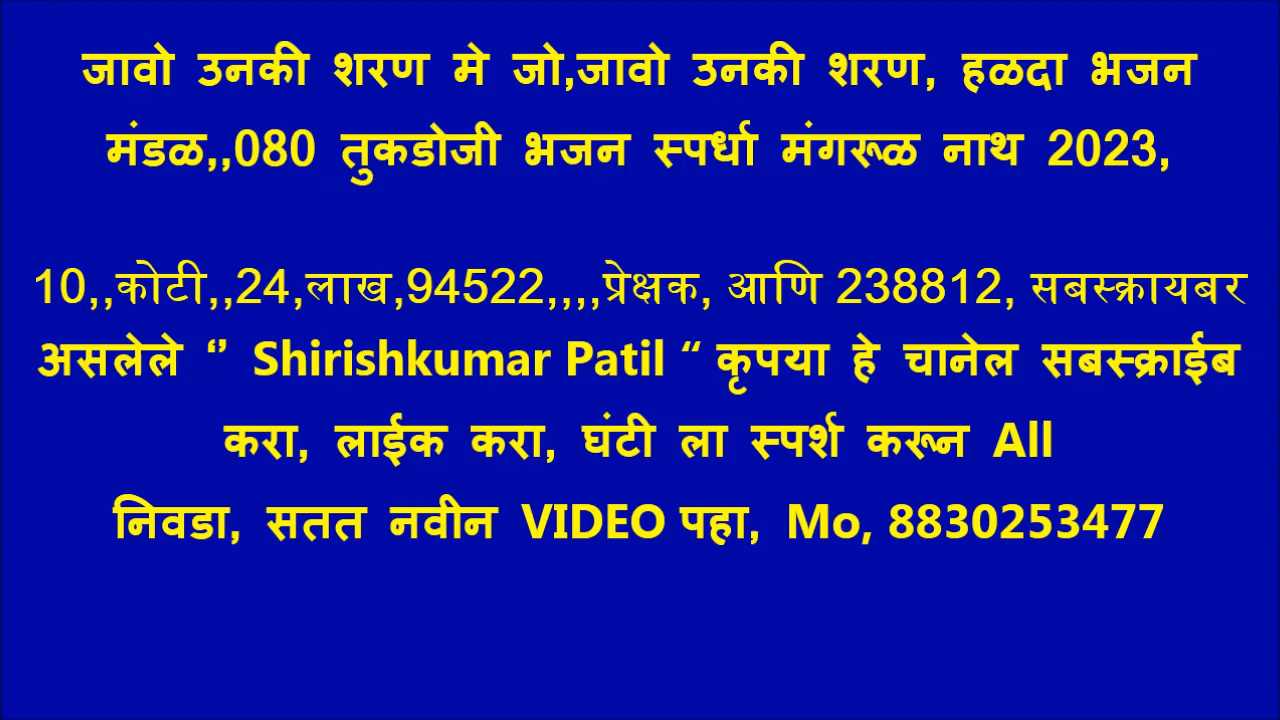 जावो उनकी शरण मे जो,जावो उनकी शरण, हळदा भजन
मंडळ,,080 तुकडोजी भजन स्पर्धा मंगरूळ नाथ 2023,
10,,कोटी,,24,लाख,94522,,,,प्रेक्षक, आणि 238812, सबस्क्रायबर
असलेले “ Shirishkumar Patil “ कृपया हे चानेल सबस्क्राईब
करा, लाईक करा, घंटी ला स्पर्श करून All
निवडा, सतत नवीन VIDEO पहा, Mo, 8830253477